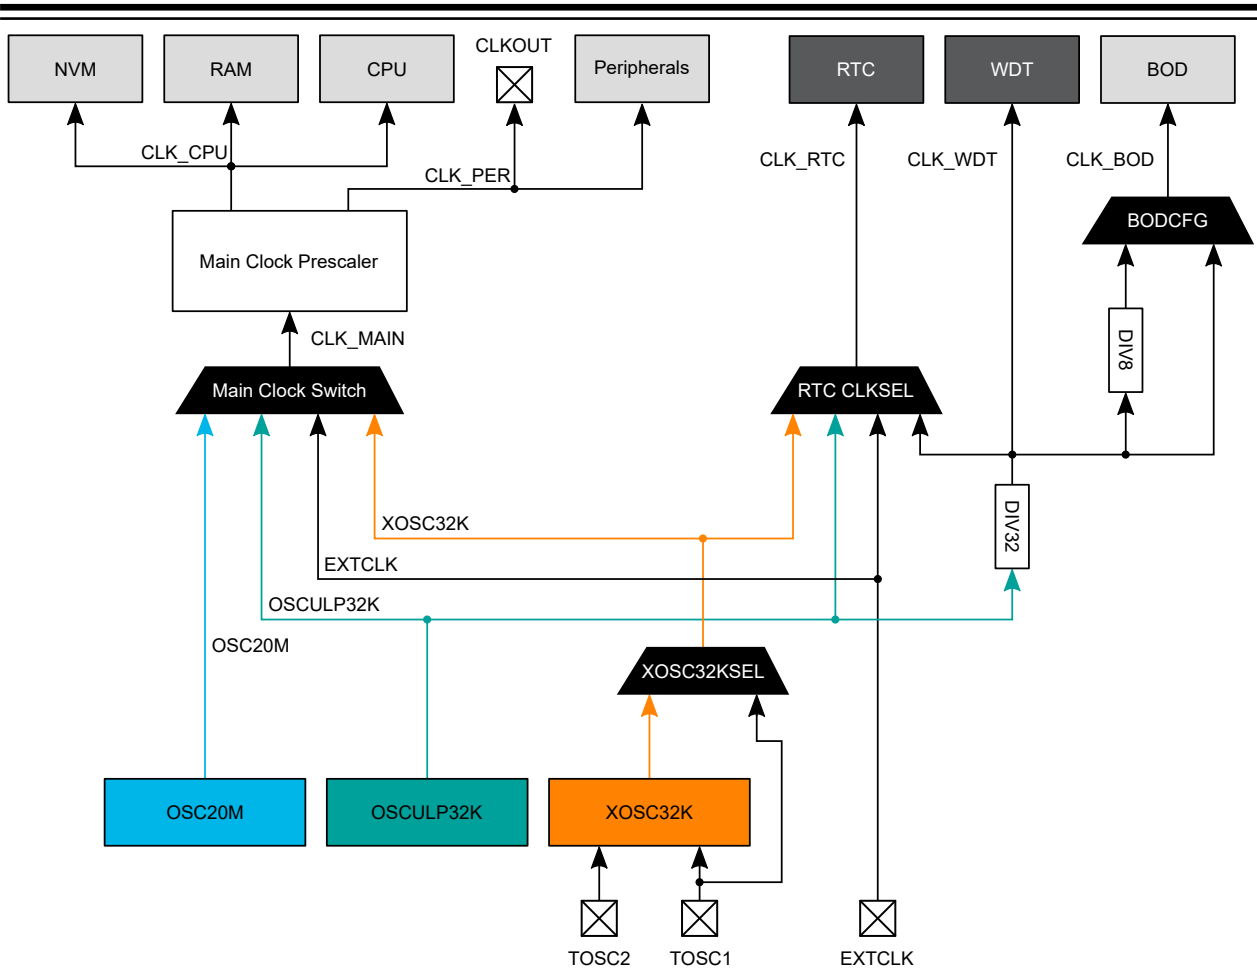 CLKOUT
NVM
RAM
CPU
Peripherals
RTC
WDT
BOD
CLK_CPU
CLK_PER
CLK_RTC
CLK_WDT
CLK_BOD
BODCFG
Main Clock Prescaler
CLK_MAIN
DIV8
Main Clock Switch
RTC CLKSEL
XOSC32K
DIV32
EXTCLK
OSCULP32K
OSC20M
XOSC32KSEL
OSC20M
OSCULP32K
XOSC32K
TOSC2
TOSC1
EXTCLK